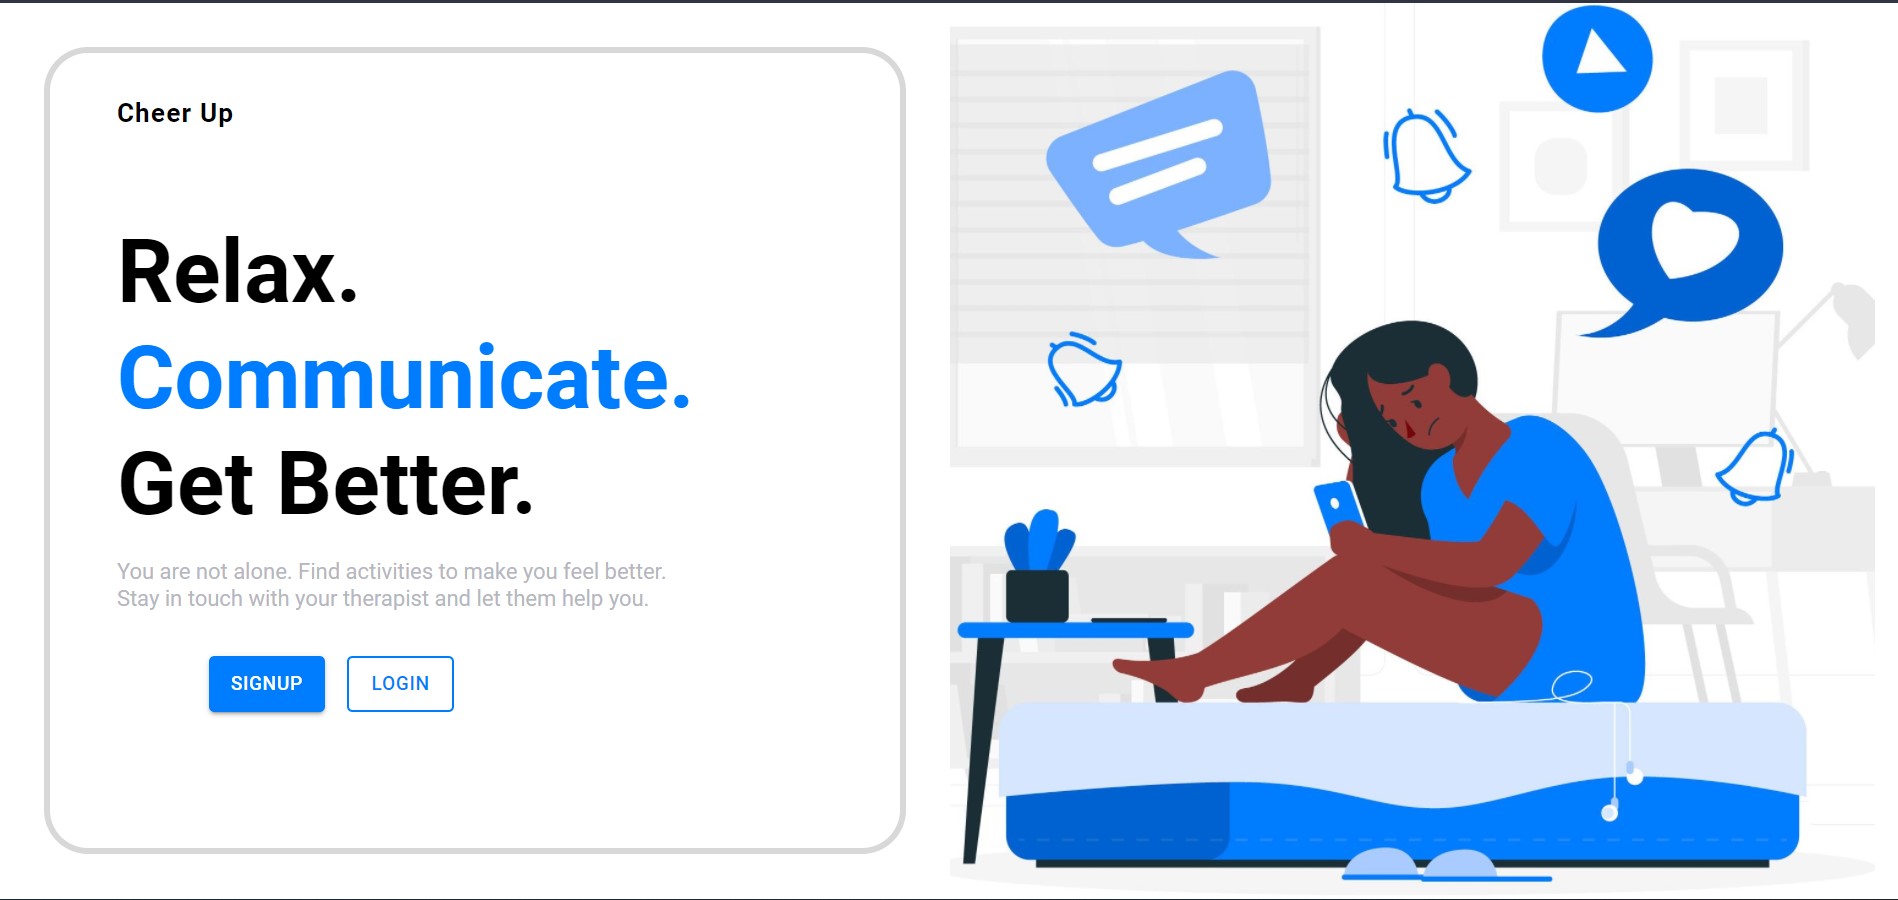 Cheer Up
Relax.
Communicate.
Get Better.
You are not alone. Find activities to make you feel better.
Stay in touch with your therapist and let them help you.
SIGNUP LOGIN